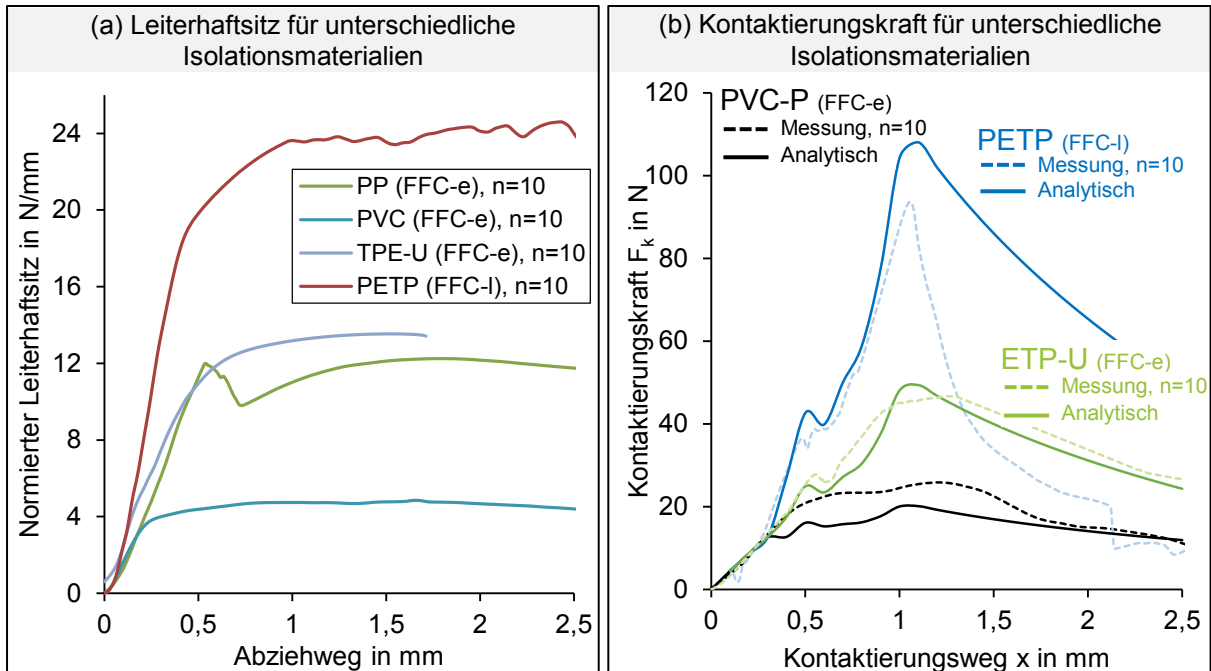 (a) Leiterhaftsitz für unterschiedliche
Isolationsmaterialien
Normierter Leiterhaftsitz in N/mm
24
20
16
12
8
4
0
PP (FFC-e), n=10
PVC (FFC-e), n=10
TPE-U (FFC-e), n=10
PETP (FFC-l), n=10
0
0,5
1
1,5
2
2,5
Abziehweg in mm
(b) Kontaktierungskraft für unterschiedliche
Isolationsmaterialien
Kontaktierungskraft F_k in N
120
100
80
60
40
20
0
PVC-P (FFC-e)
Messung, n=10
Analytisch
PETP (FFC-l)
Messung, n=10
Analytisch
ETP-U (FFC-e)
Messung, n=10
Analytisch
0
0,5
1
1,5
2
2,5
Kontaktierungsweg x in mm